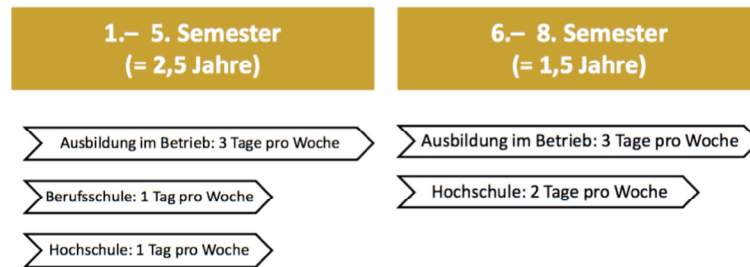 1.– 5. Semester
(= 2,5 Jahre)
Ausbildung im Betrieb: 3 Tage pro Woche
Berufsschule: 1 Tag pro Woche
Hochschule: 1 Tag pro Woche
6.– 8. Semester
(= 1,5 Jahre)
Ausbildung im Betrieb: 3 Tage pro Woche
Hochschule: 2 Tage pro Woche